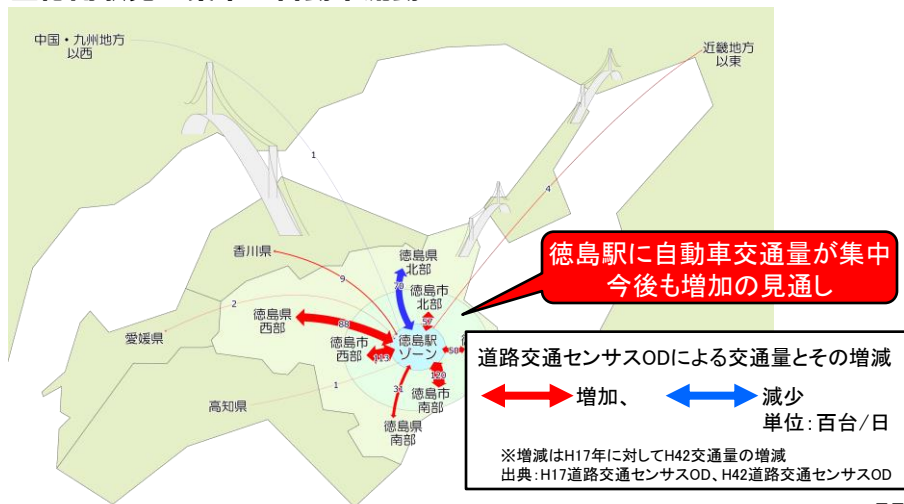 中国・九州地方
以西
近畿地方
以東
1
4
香川県
9
徳島県
北部
70
徳島市
北部
徳島駅に自動車交通量が集中
今後も増加の見通し
2
愛媛県
徳島県
西部
88
徳島市
西部
113
徳島駅
ゾーン
50
120
徳島市
南部
1
高知県
31
徳島県
南部
道路交通センサスODによる交通量とその増減
増加、
減少
単位:百台/日
※増減はH17年に対してH42交通量の増減
出典:H17道路交通センサスOD、H42道路交通センサスOD